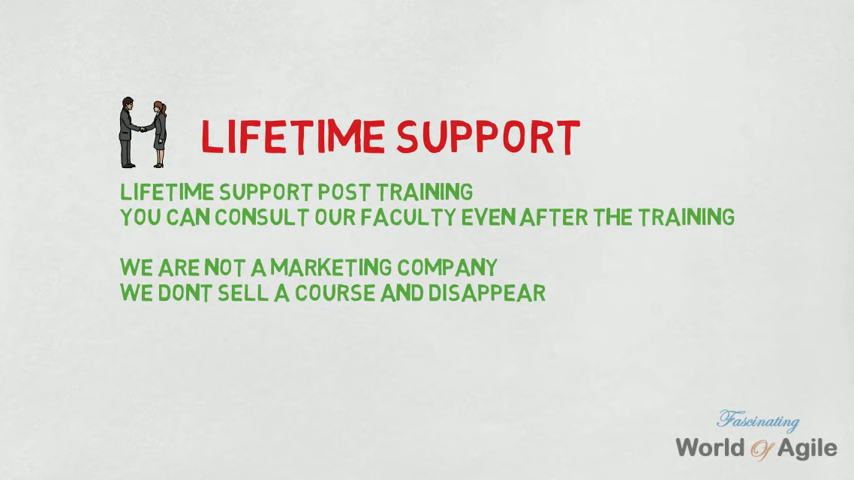 LIFETIME SUPPORT
LIFETIME SUPPORT POST TRAINING
YOU CAN CONSULT OUR FACULTY EVEN AFTER THE TRAINING
WE ARE NOT A MARKETING COMPANY
WE DONT SELL A COURSE AND DISAPPEAR
Fascinating
World Of Agile